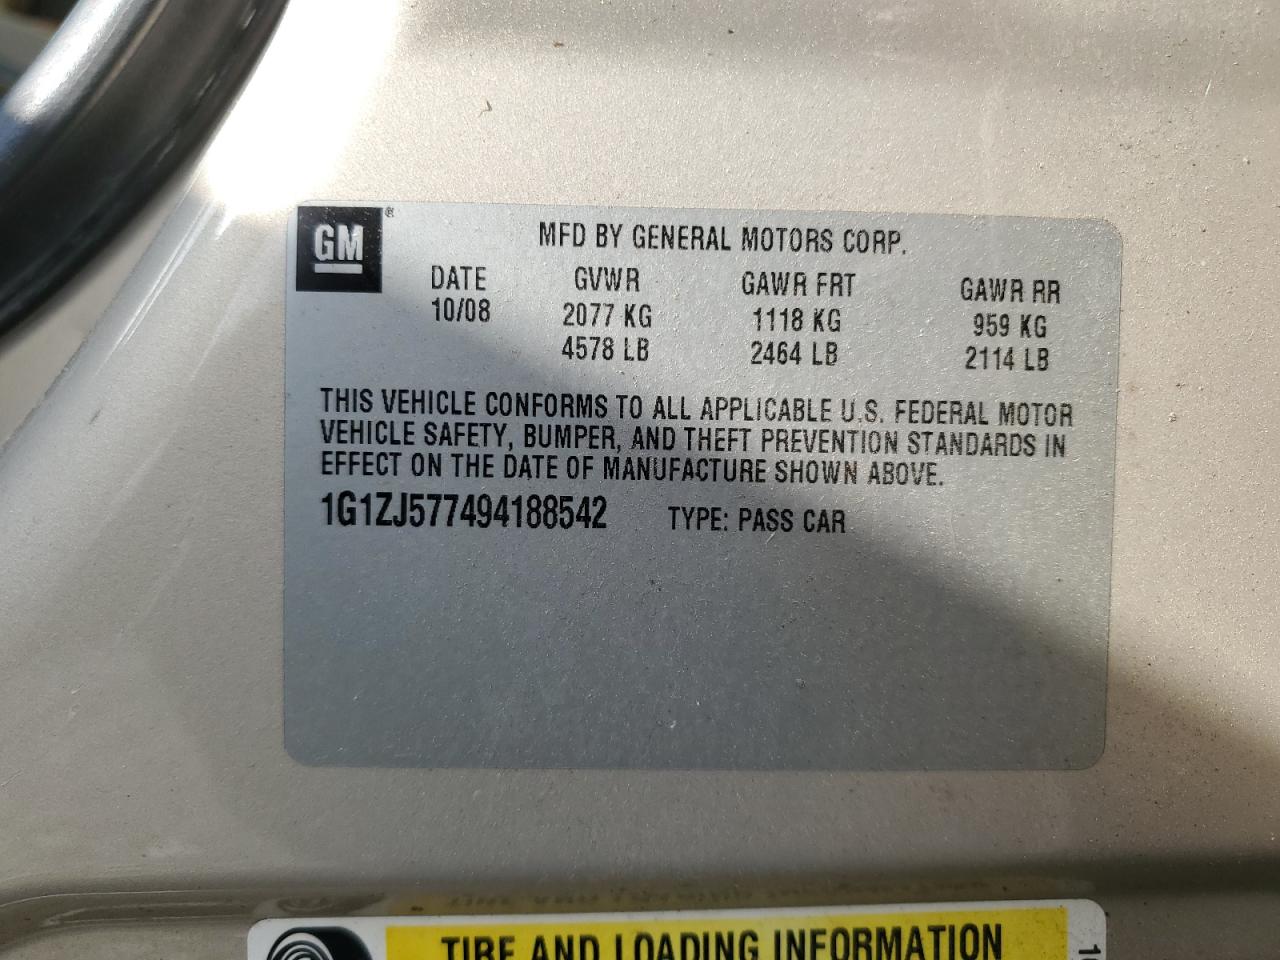 GM ®
MFD BY GENERAL MOTORS CORP.
DATE GVWR GAWR FRT GAWR RR
10/08 2077 KG 1118 KG 959 KG
4578 LB 2464 LB 2114 LB
THIS VEHICLE CONFORMS TO ALL APPLICABLE U.S. FEDERAL MOTOR
VEHICLE SAFETY, BUMPER, AND THEFT PREVENTION STANDARDS IN
EFFECT ON THE DATE OF MANUFACTURE SHOWN ABOVE.
1G1ZJ577494188542 TYPE: PASS CAR
TIRE AND LOADING INFORMATION